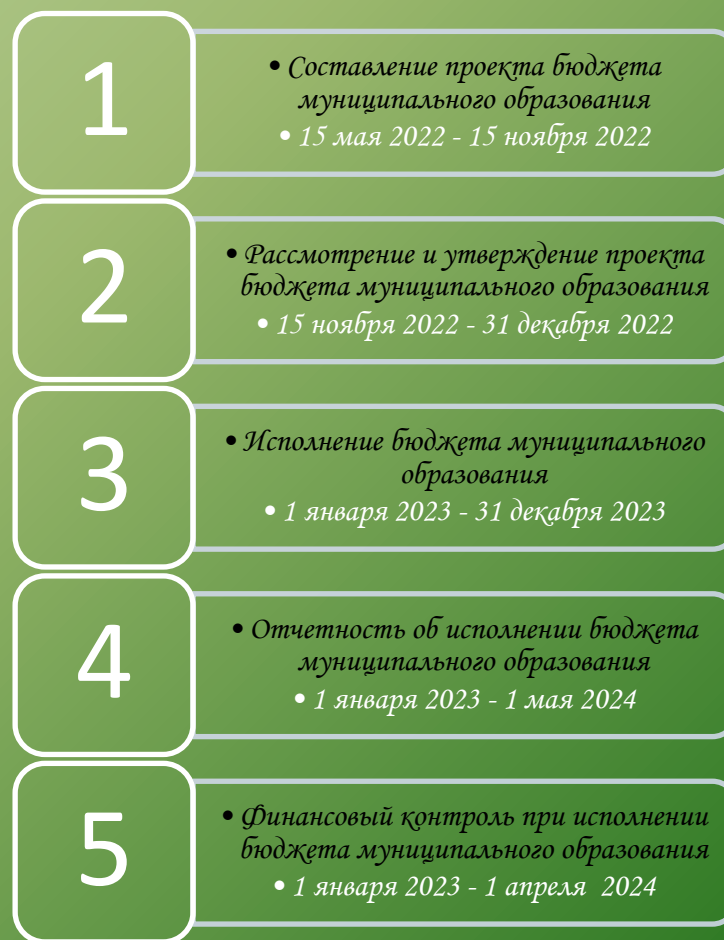 1
• Составление проекта бюджета
муниципального образования
• 15 мая 2022 - 15 ноября 2022
2
• Рассмотрение и утверждение проекта
бюджета муниципального образования
• 15 ноября 2022 - 31 декабря 2022
3
• Исполнение бюджета муниципального
образования
• 1 января 2023 - 31 декабря 2023
4
• Отчетность об исполнении бюджета
муниципального образования
• 1 января 2023 - 1 мая 2024
5
• Финансовый контроль при исполнении
бюджета муниципального образования
• 1 января 2023 - 1 апреля 2024